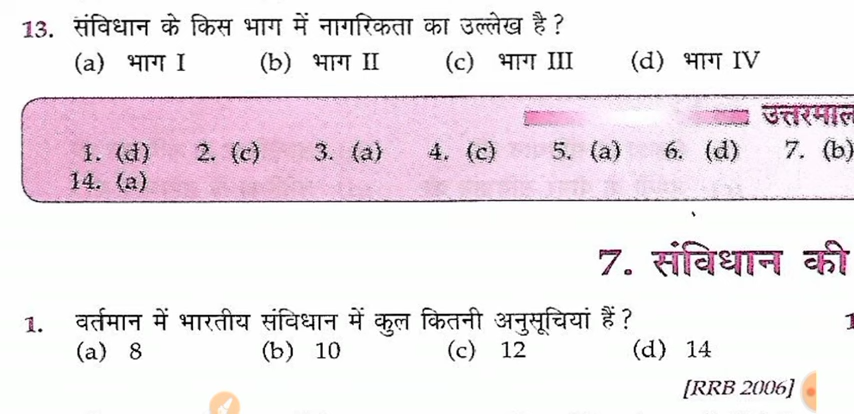 13. संविधान के किस भाग में नागरिकता का उल्लेख है ?
(a) भाग I (b) भाग II (c) भाग III (d) भाग IV
उत्तरमाल
1. (d) 2. (c) 3. (a) 4. (c) 5. (a) 6. (d) 7. (b)
14. (a)
7. संविधान की
1. वर्तमान में भारतीय संविधान में कुल कितनी अनुसूचियां हैं ?
(a) 8 (b) 10 (c) 12 (d) 14
[RRB 2006]